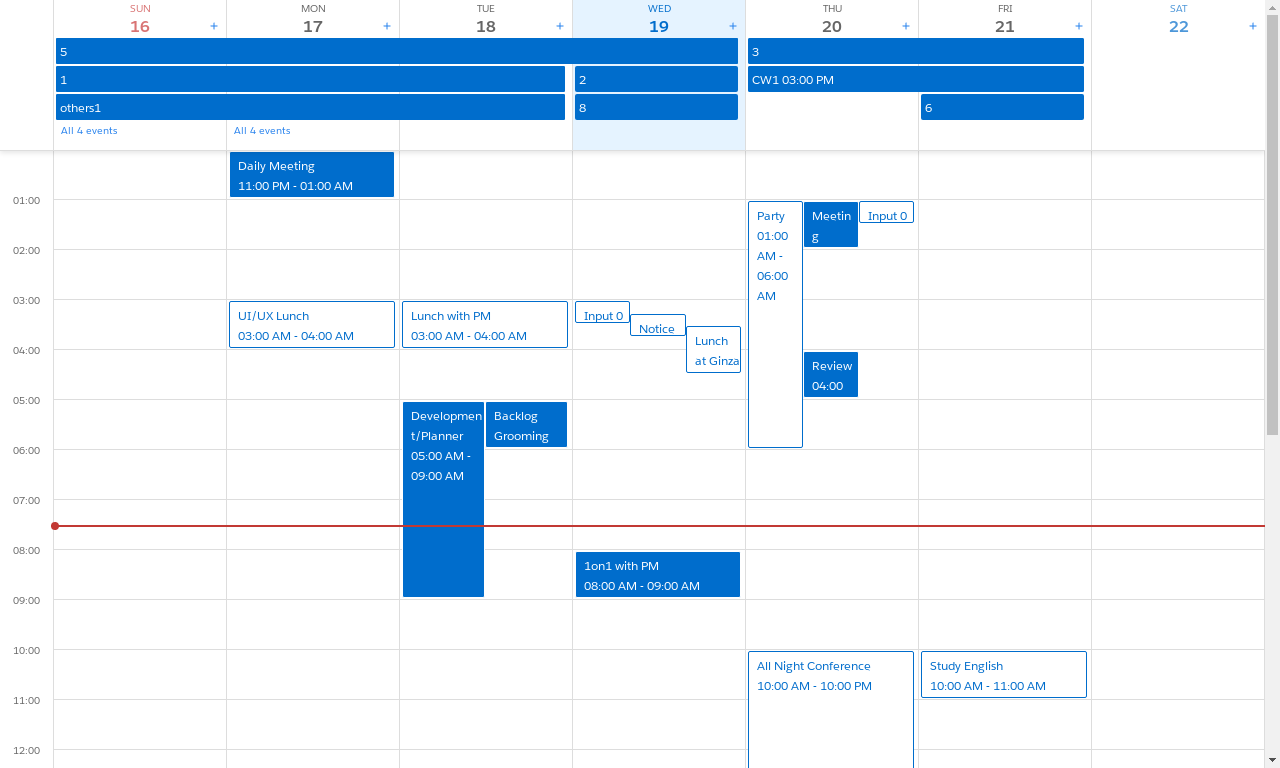 SUN
16
+
MON
17
+
TUE
18
+
WED
19
+
THU
20
+
FRI
21
+
SAT
22
+
5
3
1
2
CW1 03:00 PM
others1
8
6
All 4 events
All 4 events
Daily Meeting
11:00 PM - 01:00 AM
01:00
Party
01:00
AM -
06:00
AM
Meetin
g
Input 0
02:00
03:00
UI/UX Lunch
03:00 AM - 04:00 AM
Lunch with PM
03:00 AM - 04:00 AM
Input 0
Notice
Lunch
at Ginza
04:00
Review
04:00
05:00
Developmen
t/Planner
05:00 AM -
09:00 AM
Backlog
Grooming
06:00
07:00
08:00
1on1 with PM
08:00 AM - 09:00 AM
09:00
10:00
All Night Conference
10:00 AM - 10:00 PM
Study English
10:00 AM - 11:00 AM
11:00
12:00